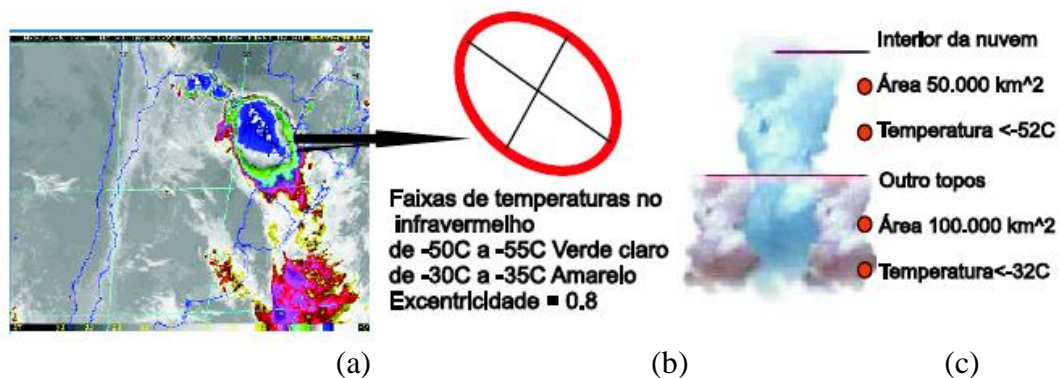 Faixas de temperaturas no
infravermelho
de -50C a -55C Verde claro
de -30C a -35C Amarelo
Excentricidade = 0.8
Interior da nuvem
Área 50.000 km^2
Temperatura <-52C
Outro topos
Área 100.000 km^2
Temperatura<-32C
(a) (b) (c)